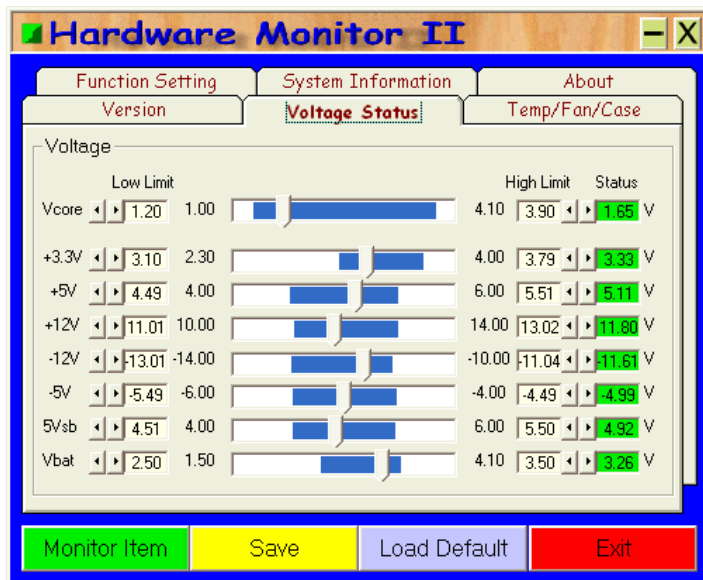 Hardware Monitor II
Function Setting System Information About
Version Voltage Status Temp/Fan/Case
Voltage
Low Limit High Limit Status
Vcore 1.20 1.00 4.10 3.90 1.65 V
+3.3V 3.10 2.30 4.00 3.79 3.33 V
+5V 4.49 4.00 6.00 5.51 5.11 V
+12V 11.01 10.00 14.00 13.02 11.80 V
-12V -13.01 -14.00 -10.00 -11.04 -11.61 V
-5V -5.49 -6.00 -4.00 -4.49 -4.99 V
5Vsb 4.51 4.00 6.00 5.50 4.92 V
Vbat 2.50 1.50 4.10 3.50 3.26 V
Monitor Item Save Load Default Exit